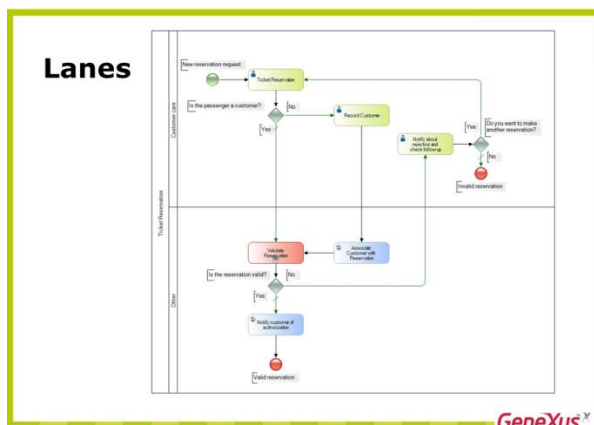 Lanes
New reservation request
Ticket Reservation
Is the passenger a customer?
No
Yes
Record Customer
Notify about
rejection and
check follow-up
Yes
Do you want to make
another reservation?
No
Invalid reservation
Customer care
Ticket Reservation
Other
Validate
Reservation
Associate
Customer with
Reservation
Is the reservation valid?
No
Yes
Notify customer of
authorization
Valid reservation
GeneXus